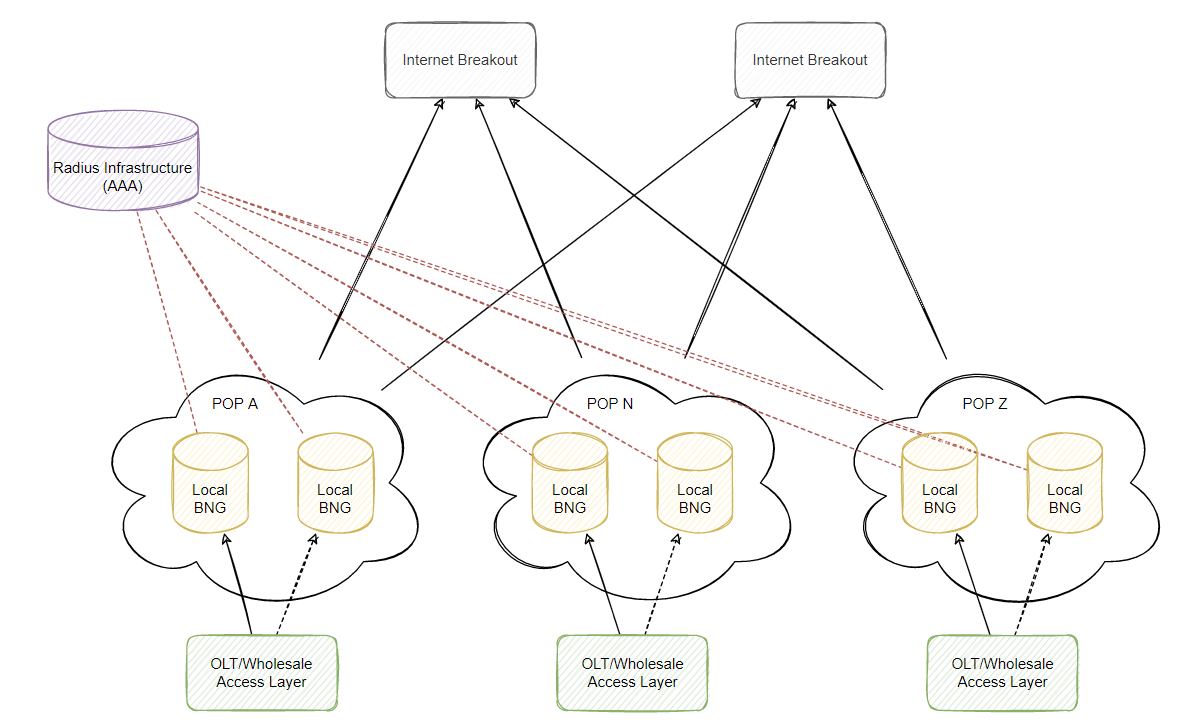 Internet Breakout
Internet Breakout
Radius Infrastructure
(AAA)
POP A
POP N
POP Z
Local
BNG
Local
BNG
Local
BNG
Local
BNG
Local
BNG
Local
BNG
OLT/Wholesale
Access Layer
OLT/Wholesale
Access Layer
OLT/Wholesale
Access Layer